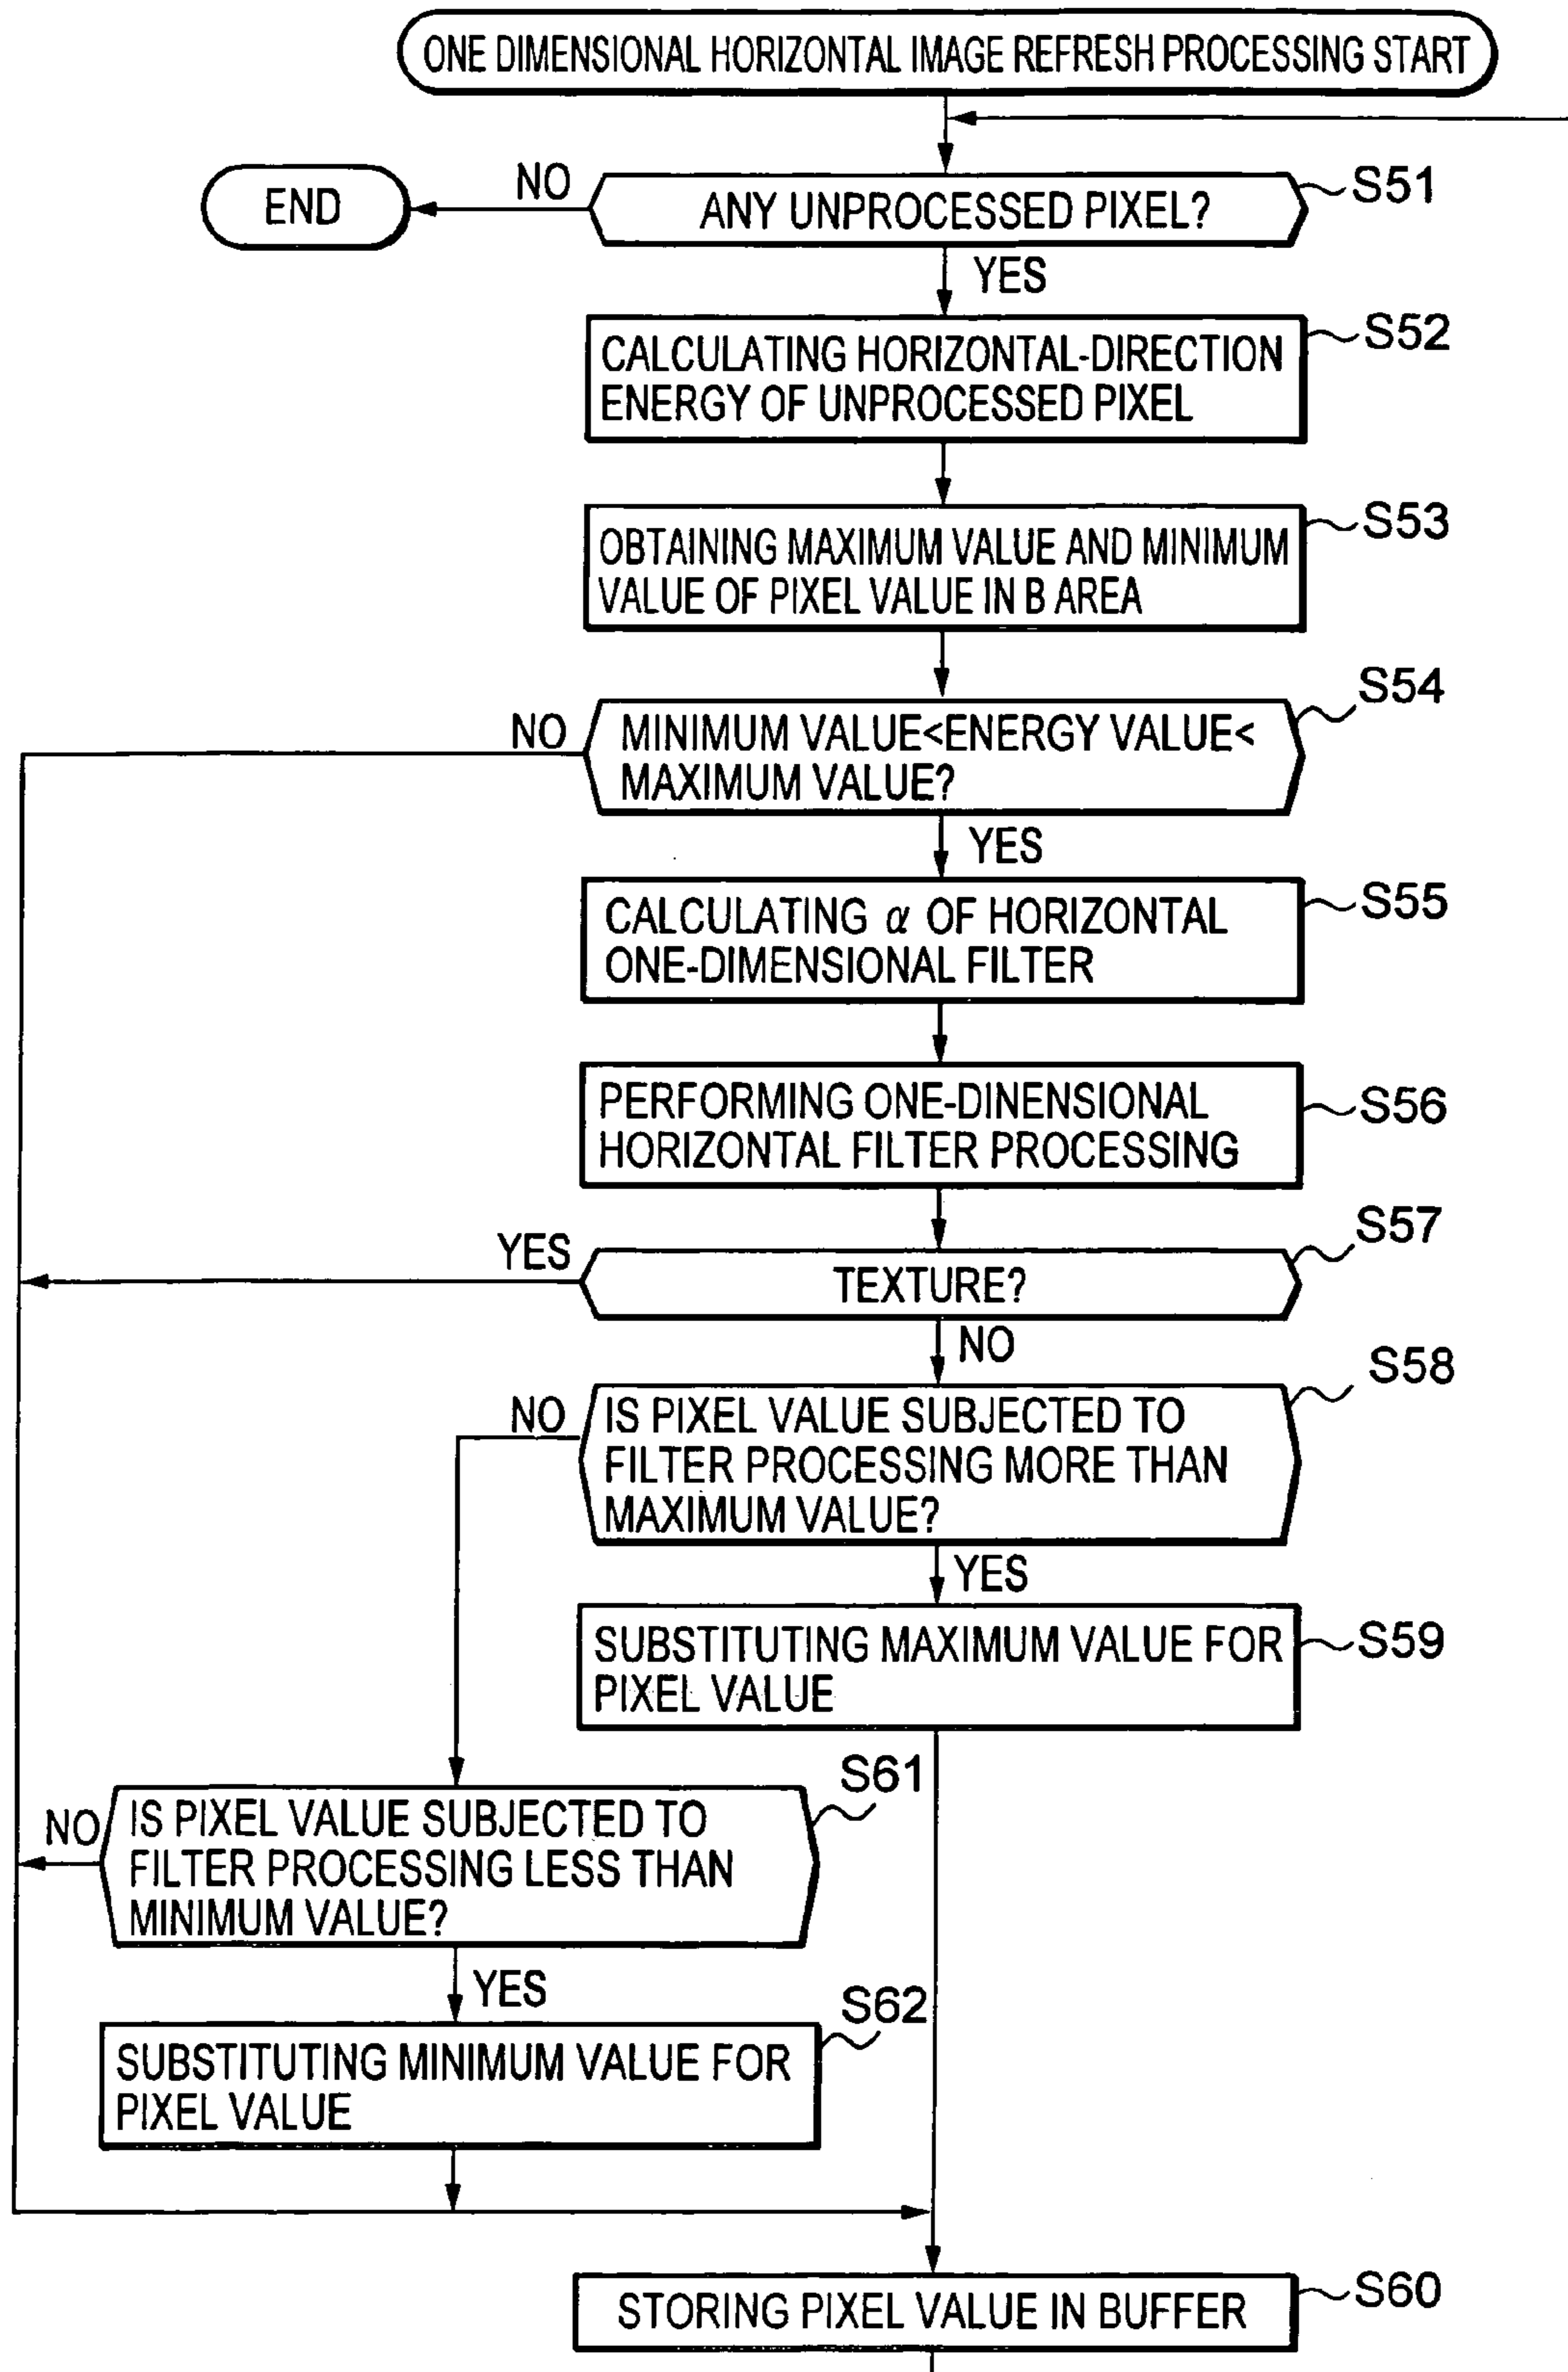 ONE DIMENSIONAL HORIZONTAL IMAGE REFRESH PROCESSING START
END
NO
ANY UNPROCESSED PIXEL?
S51
YES
CALCULATING HORIZONTAL-DIRECTION
ENERGY OF UNPROCESSED PIXEL
S52
OBTAINING MAXIMUM VALUE AND MINIMUM
VALUE OF PIXEL VALUE IN B AREA
S53
NO
MINIMUM VALUE<ENERGY VALUE<
MAXIMUM VALUE?
S54
YES
CALCULATING α OF HORIZONTAL
ONE-DIMENSIONAL FILTER
S55
PERFORMING ONE-DINENSIONAL
HORIZONTAL FILTER PROCESSING
S56
YES
TEXTURE?
S57
NO
NO
IS PIXEL VALUE SUBJECTED TO
FILTER PROCESSING MORE THAN
MAXIMUM VALUE?
S58
YES
SUBSTITUTING MAXIMUM VALUE FOR
PIXEL VALUE
S59
NO
IS PIXEL VALUE SUBJECTED TO
FILTER PROCESSING LESS THAN
MINIMUM VALUE?
S61
YES
SUBSTITUTING MINIMUM VALUE FOR
PIXEL VALUE
S62
STORING PIXEL VALUE IN BUFFER
S60